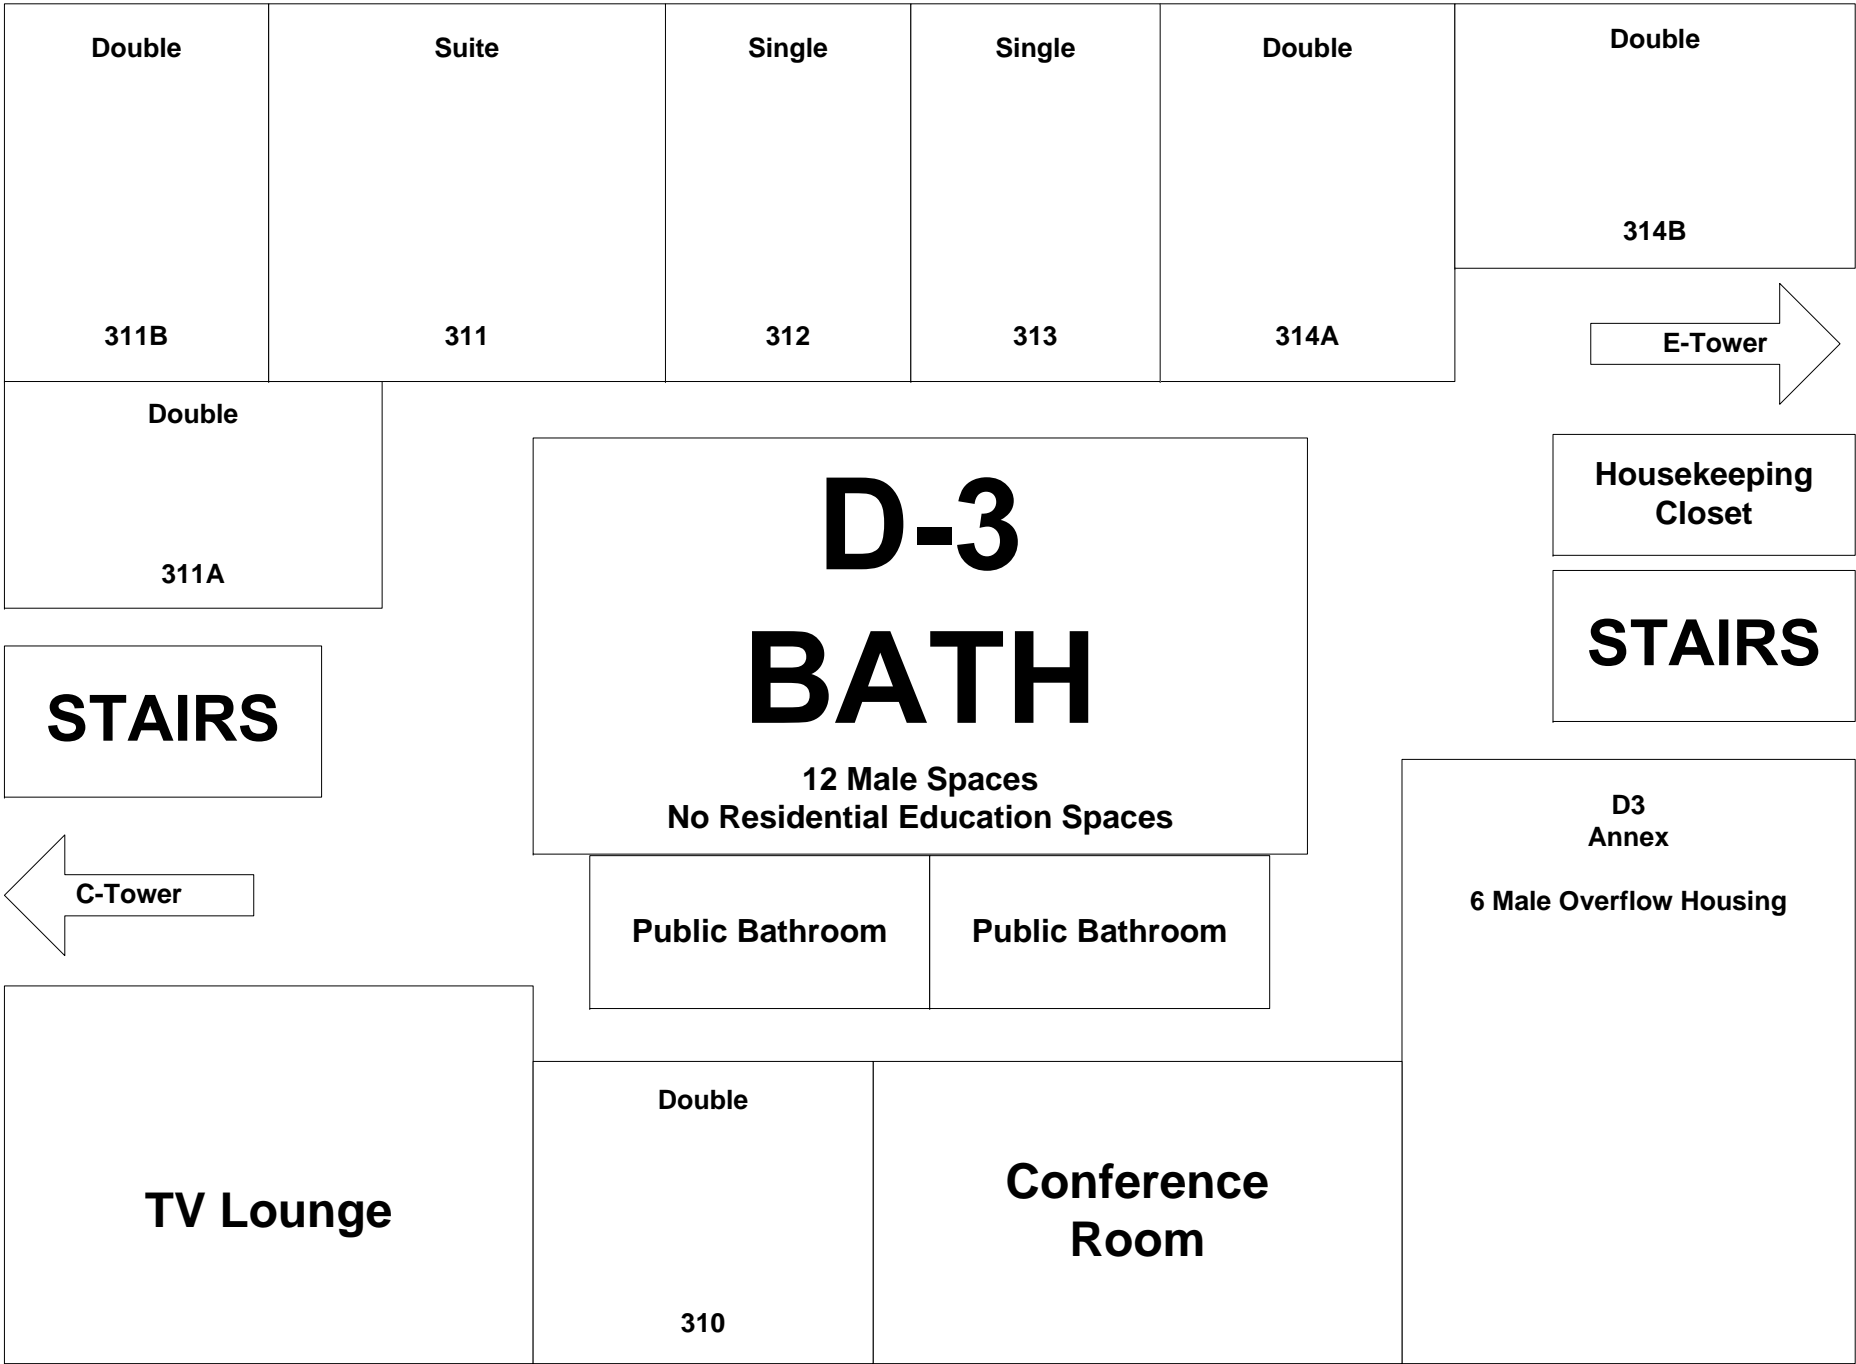 Double
Suite
Single
Single
Double
Double
314B
311B
311
312
313
314A
E-Tower
Double
311A
D-3
BATH
12 Male Spaces
No Residential Education Spaces
Housekeeping
Closet
STAIRS
STAIRS
C-Tower
Public Bathroom
Public Bathroom
D3
Annex
6 Male Overflow Housing
TV Lounge
Double
310
Conference
Room